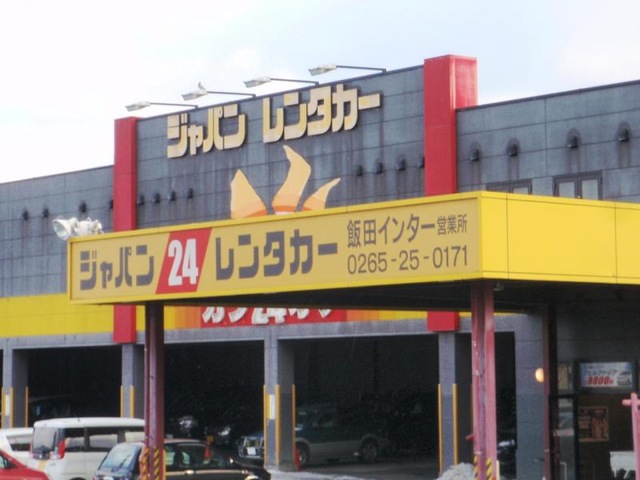 ジャパン レンタカー
ジャパン 24 レンタカー
飯田インター営業所
0265-25-0171
9800